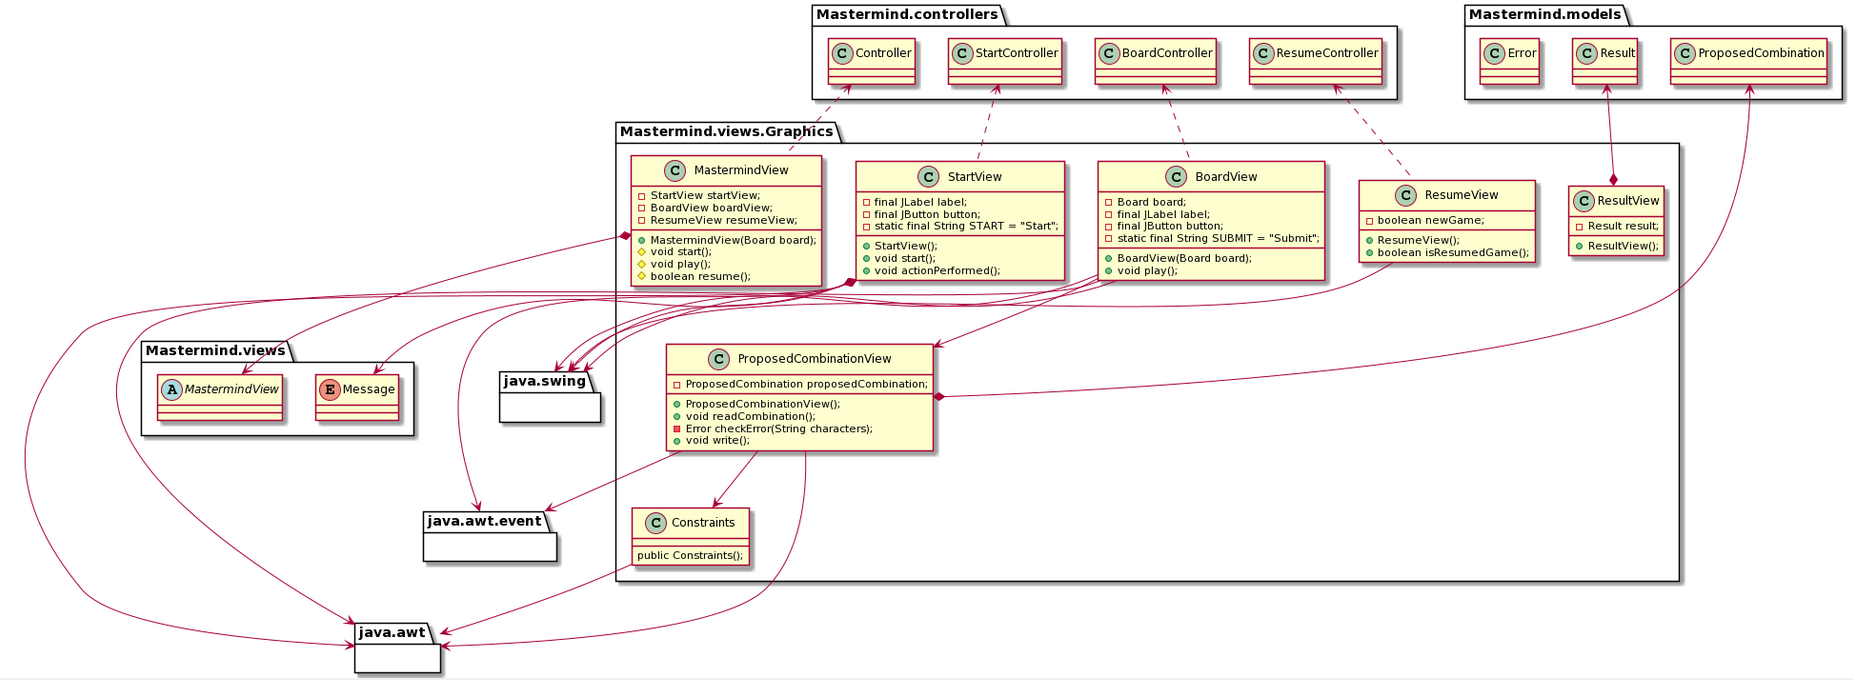 Mastermind.controllers
C Controller
C StartController
C BoardController
C ResumeController
Mastermind.models
C Error
C Result
C ProposedCombination
Mastermind.views.Graphics
C MastermindView
StartView startView;
BoardView boardView;
ResumeView resumeView;
MastermindView(Board board);
void start();
void play();
boolean resume();
C StartView
final JLabel label;
final JButton button;
static final String START = "Start";
StartView();
void start();
void actionPerformed();
C BoardView
Board board;
final JLabel label;
final JButton button;
static final String SUBMIT = "Submit";
BoardView(Board board);
void play();
C ResumeView
boolean newGame;
ResumeView();
boolean isResumedGame();
C ResultView
Result result;
ResultView();
Mastermind.views
A MastermindView
E Message
java.swing
C ProposedCombinationView
ProposedCombination proposedCombination;
ProposedCombinationView();
void readCombination();
Error checkError(String characters);
void write();
java.awt.event
C Constraints
public Constraints();
java.awt